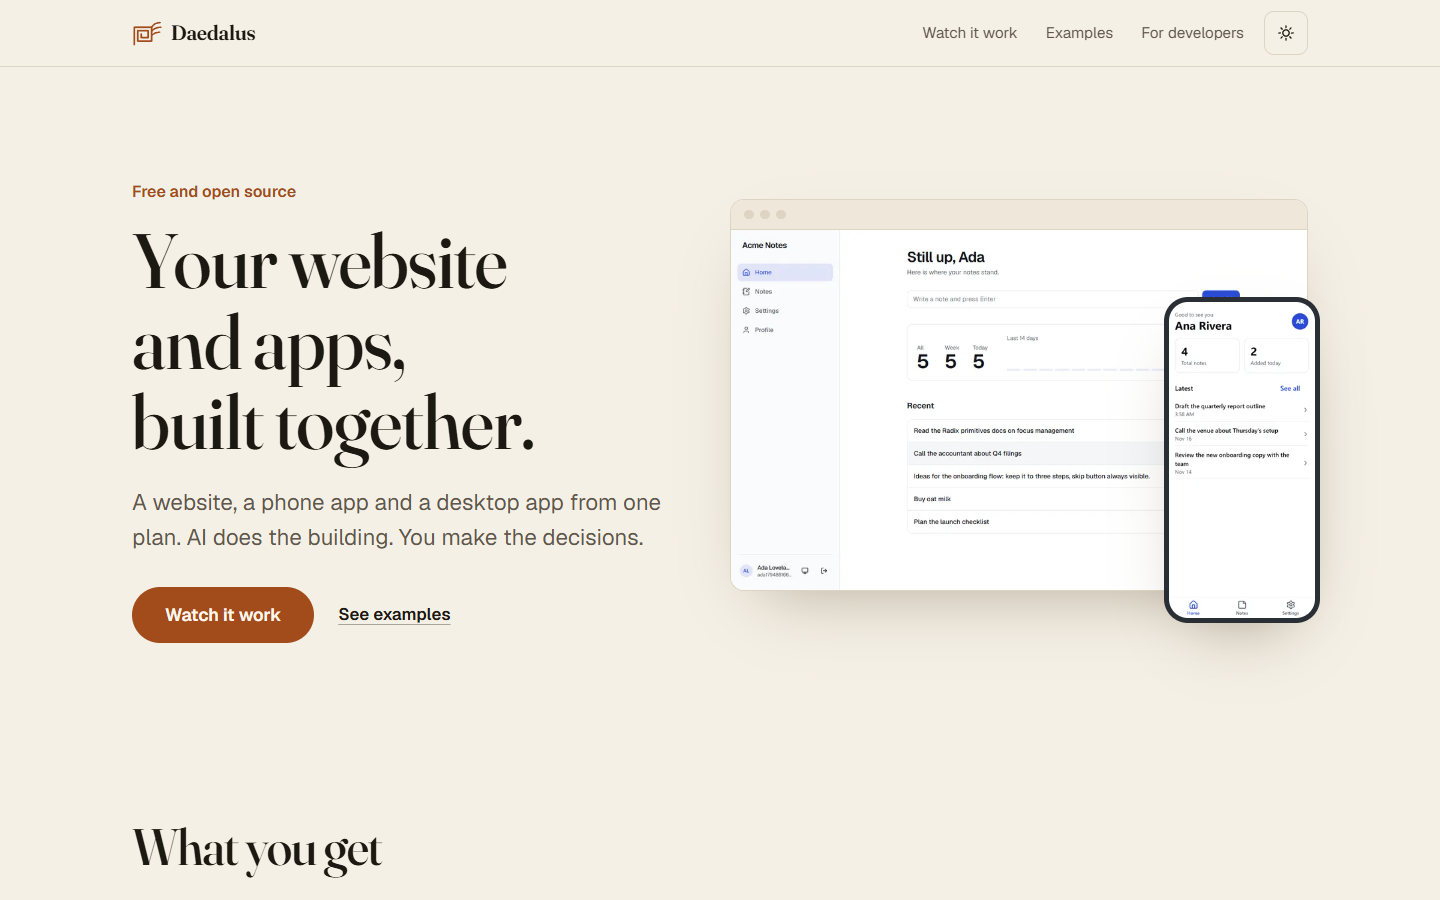 Daedalus
Watch it work
Examples
For developers
Free and open source
Your website
and apps,
built together.
A website, a phone app and a desktop app from one
plan. AI does the building. You make the decisions.
Watch it work
See examples
Acme Notes
Home
Notes
Settings
Profile
Still up, Ada
Here is where your notes stand.
Write a note and press Enter
All
Week
Today
5
5
5
Last 14 days
Recent
Read the Radix primitives docs on focus management
Call the accountant about Q4 filings
Ideas for the onboarding flow: keep it to three steps, skip button always visible.
Buy oat milk
Plan the launch checklist
AL
Ada Lovela...
Good to see you
Ana Rivera
AR
4
Total notes
2
Added today
Latest
See all
Draft the quarterly report outline
3:58 AM
Call the venue about Thursday's setup
Nov 16
Review the new onboarding copy with the
team
Nov 14
Home
Notes
Settings
What you get